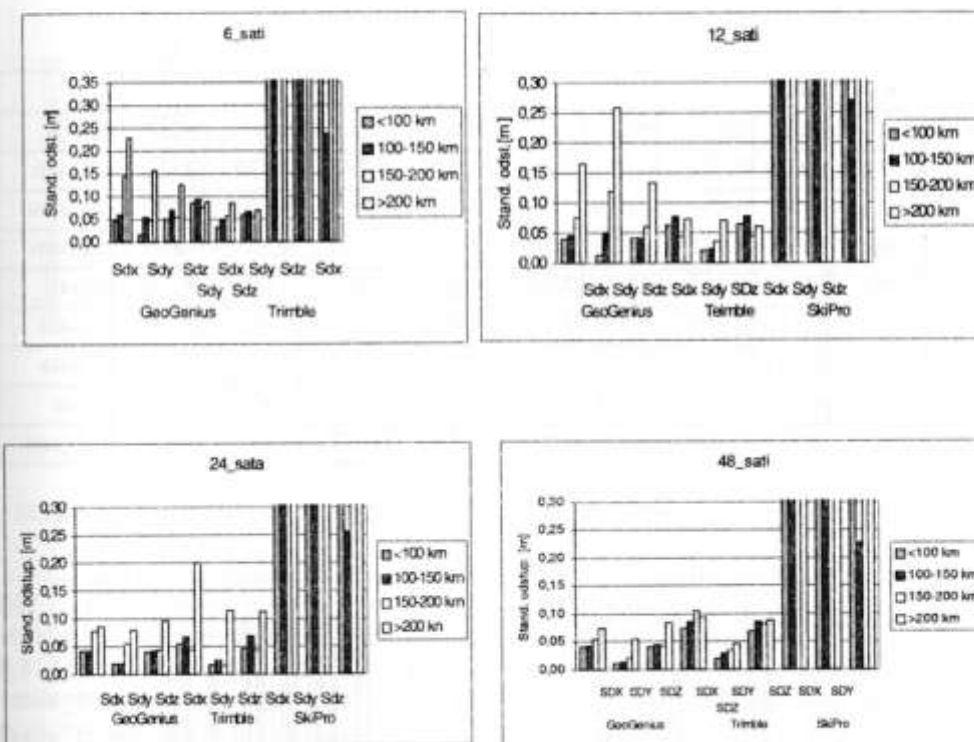 6_sati
Stand. odsl. [m]
0,35
0,30
0,25
0,20
0,15
0,10
0,05
0,00
Sdx Sdy Sdz Sdx Sdy Sdz Sdx
Sdy Sdz
GeoGenius Trimble
<100 km
100-150 km
150-200 km
>200 km
12_sati
Stand. odsl.[m]
0,30
0,25
0,20
0,15
0,10
0,05
0,00
Sdx Sdy Sdz Sdx Sdy SDz Sdx Sdy Sdz
GeoGenius Teimble SkiPro
<100 km
100-150 km
150-200 km
>200 km
24_sata
Stand. odstup. [m]
0,30
0,25
0,20
0,15
0,10
0,05
0,00
Sdx Sdy Sdz Sdx Sdy Sdz Sdx Sdy Sdz
GeoGenius Trimble SkiPro
<100 km
100-150 km
150-200 km
>200 kn
48_sati
Stand. odstup. [m]
0,30
0,25
0,20
0,15
0,10
0,05
0,00
SDX SDY SDZ SDX SDY SDZ SDX SDY
SDZ
GeoGenius Trimble SkiPro
<100 km
100-150 km
150-200 km
>200 km